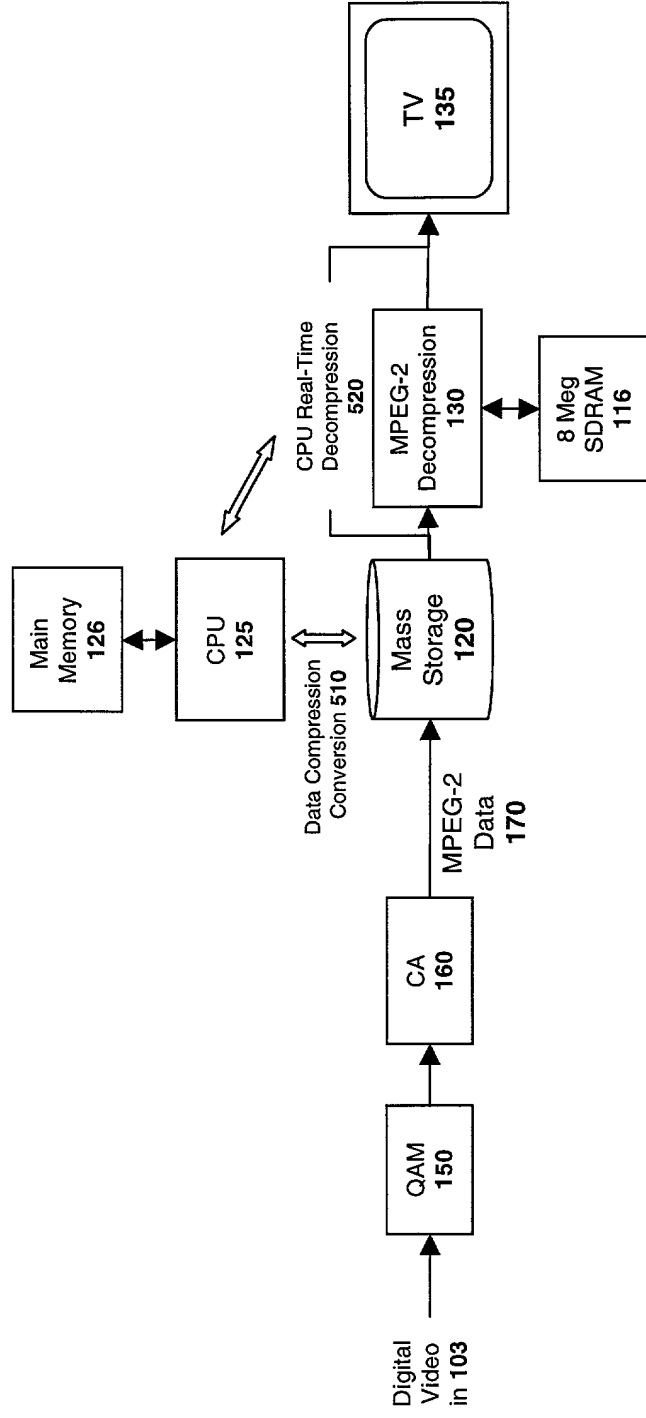 Digital
Video
in 103
QAM
150
CA
160
MPEG-2
Data
170
Mass
Storage
120
Data Compression
Conversion 510
CPU
125
Main
Memory
126
CPU Real-Time
Decompression
520
MPEG-2
Decompression
130
8 Meg
SDRAM
116
TV
135